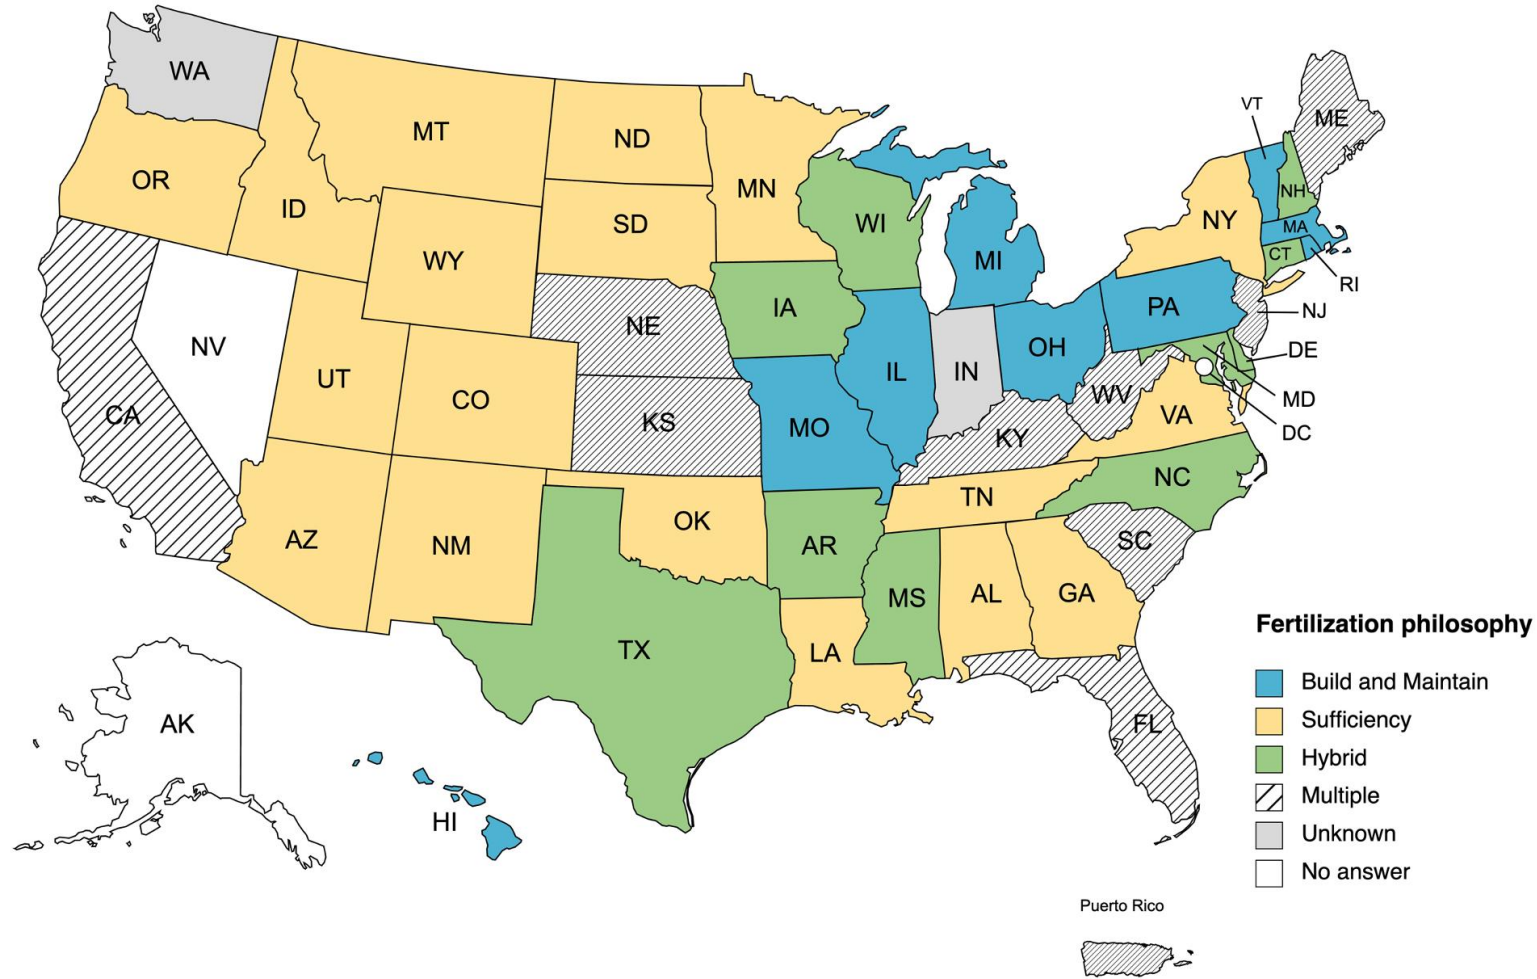 WA
OR
ID
MT
ND
MN
SD
WY
CA
NV
UT
CO
NE
KS
IA
WI
MI
IL
IN
OH
MO
KY
WV
PA
NY
VT
NH
ME
MA
CT
RI
NJ
DE
MD
DC
VA
NC
TN
SC
AZ
NM
OK
AR
TX
LA
MS
AL
GA
FL
AK
HI
Fertilization philosophy
Build and Maintain
Sufficiency
Hybrid
Multiple
Unknown
No answer
Puerto Rico